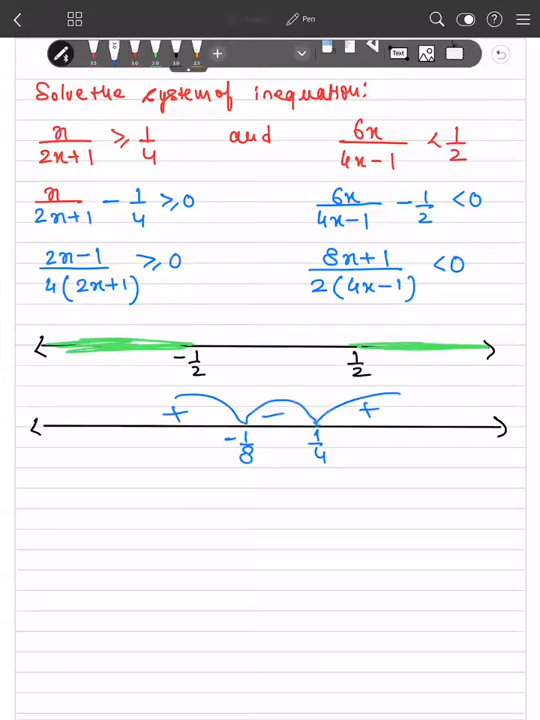 Pen
Text
Solve the system of inequation:
x/(2x+1) ≥ 1/4 and 6x/(4x-1) < 1/2
x/(2x+1) - 1/4 ≥ 0 6x/(4x-1) - 1/2 < 0
(2x-1)/(4(2x+1)) ≥ 0 (8x+1)/(2(4x-1)) < 0
-1/2 1/2
+ - +
-1/8 1/4